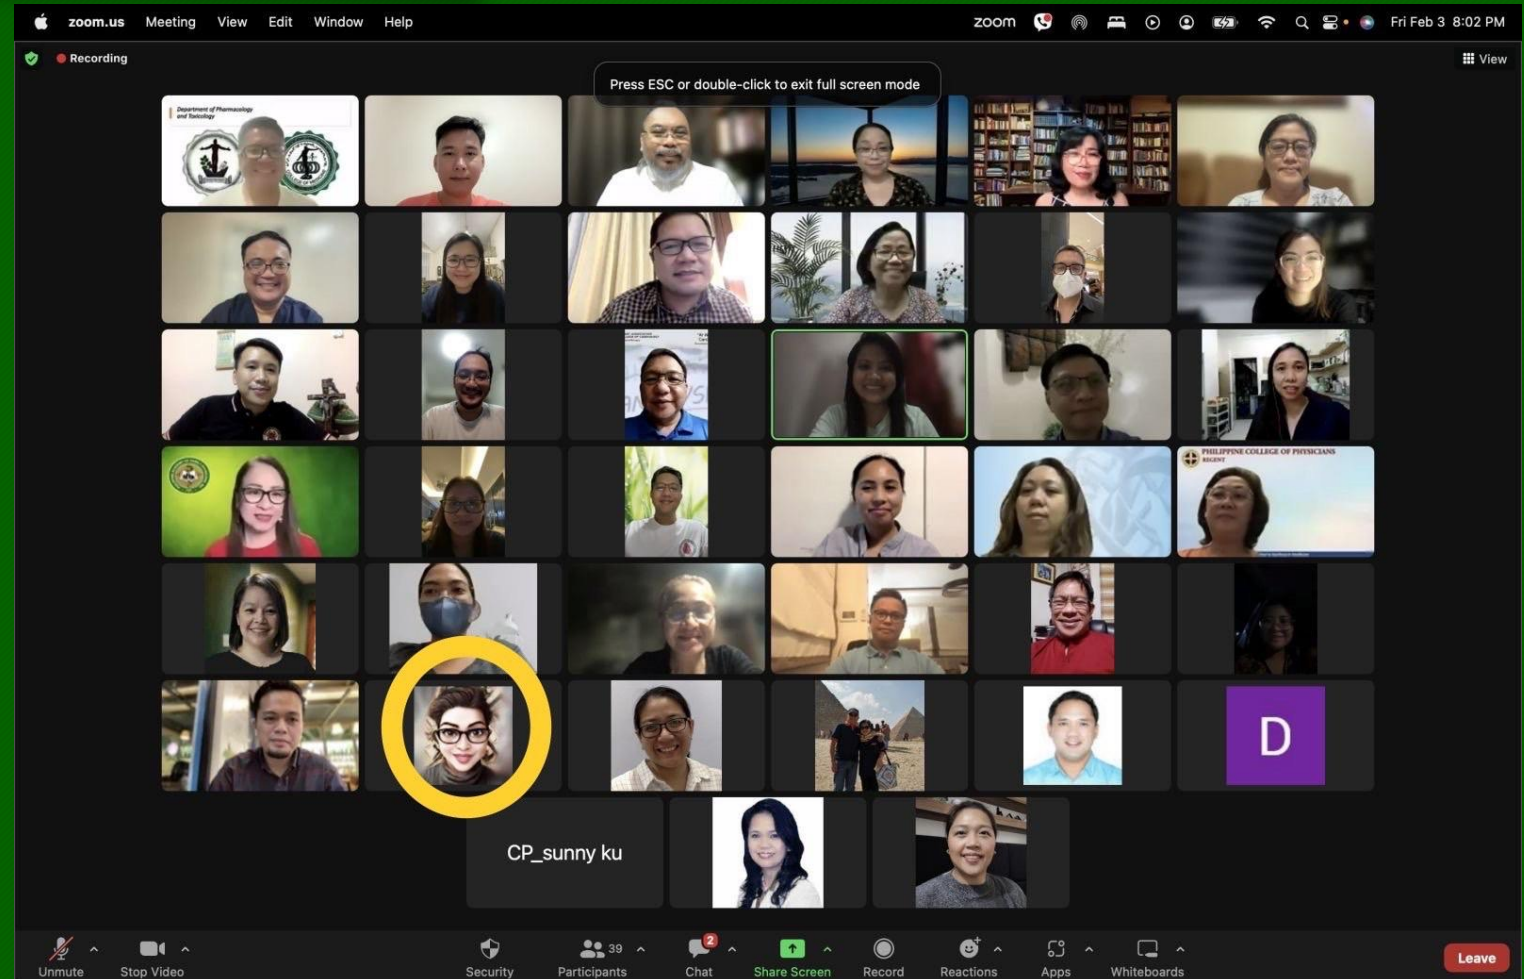 zoom.us Meeting View Edit Window Help zoom Fri Feb 3 8:02 PM
Recording View
Press ESC or double-click to exit full screen mode
Department of Pharmacology
and Toxicology
PHILIPPINE COLLEGE OF PHYSICIANS
REGENT
D
CP_sunny ku
39 2
Unmute Stop Video Security Participants Chat Share Screen Record Reactions Apps Whiteboards Leave